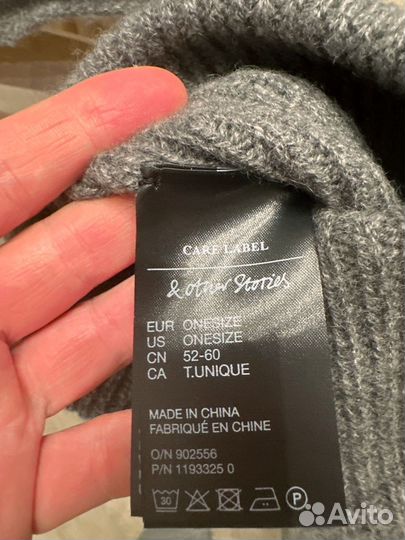 CARE LABEL
& other Stories
EUR ONESIZE
US ONESIZE
CN 52-60
CA T.UNIQUE
MADE IN CHINA
FABRIQUÉ EN CHINE
O/N 902556
P/N 1193325 0
30 P
Avito